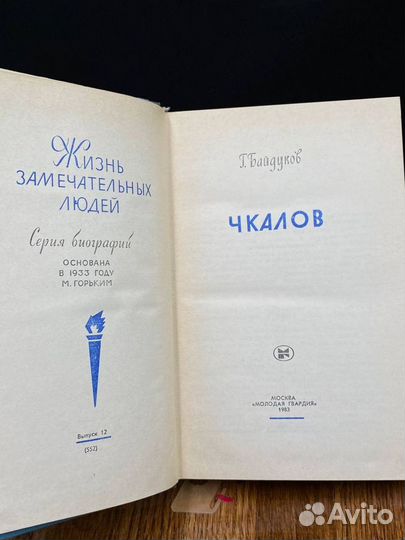 Жизнь
ЗАМЕЧАТЕЛЬНЫХ
ЛЮДЕЙ
Серия биографий
ОСНОВАНА
В 1933 ГОДУ
М. ГОРЬКИМ
Выпуск 12
(552)
Г. Байдуков
ЧКАЛОВ
МОСКВА
«МОЛОДАЯ ГВАРДИЯ»
1983
Avito